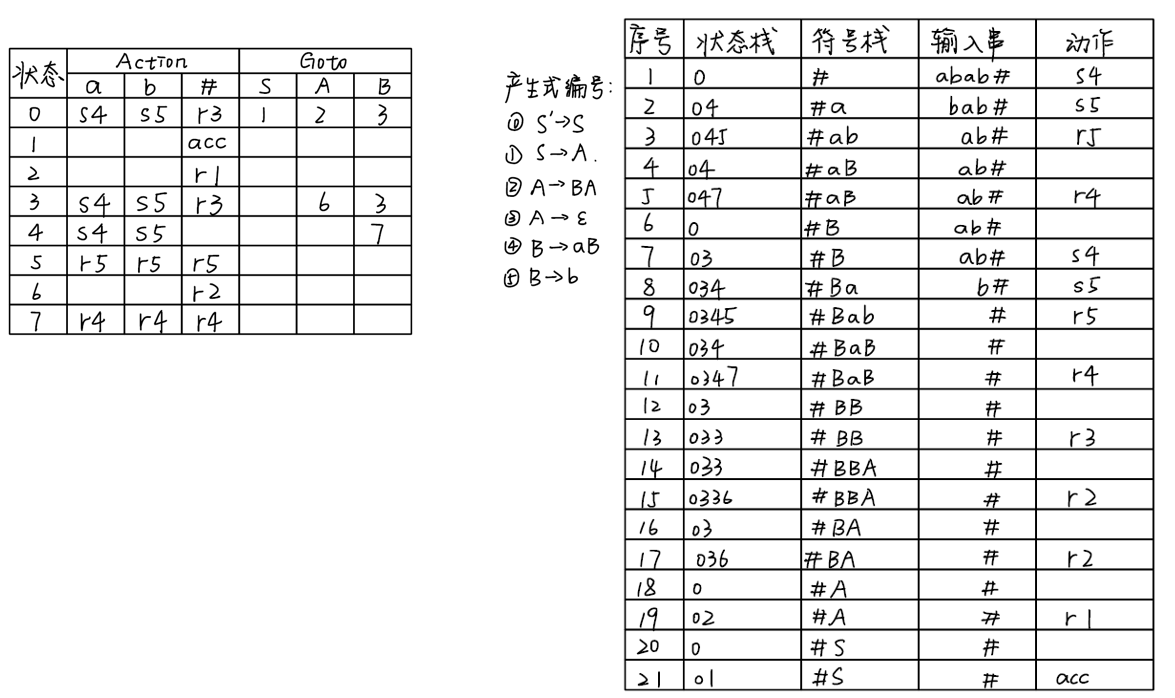 状态 Action Goto
a b # S A B
0 s4 s5 r3 1 2 3
1 acc
2 r1
3 s4 s5 r3 6 3
4 s4 s5 7
5 r5 r5 r5
6 r2
7 r4 r4 r4
产生式编号:
⓪ S'→S
① S→A.
② A→BA
③ A→ε
④ B→aB
⑤ B→b
序号 状态栈 符号栈 输入串 动作
1 0 # abab# s4
2 04 #a bab# s5
3 045 #ab ab# r5
4 04 #aB ab#
5 047 #aB ab# r4
6 0 #B ab#
7 03 #B ab# s4
8 034 #Ba b# s5
9 0345 #Bab # r5
10 034 #BaB #
11 0347 #BaB # r4
12 03 #BB #
13 033 #BB # r3
14 033 #BBA #
15 0336 #BBA # r2
16 03 #BA #
17 036 #BA # r2
18 0 #A #
19 02 #A # r1
20 0 #S #
21 01 #S # acc